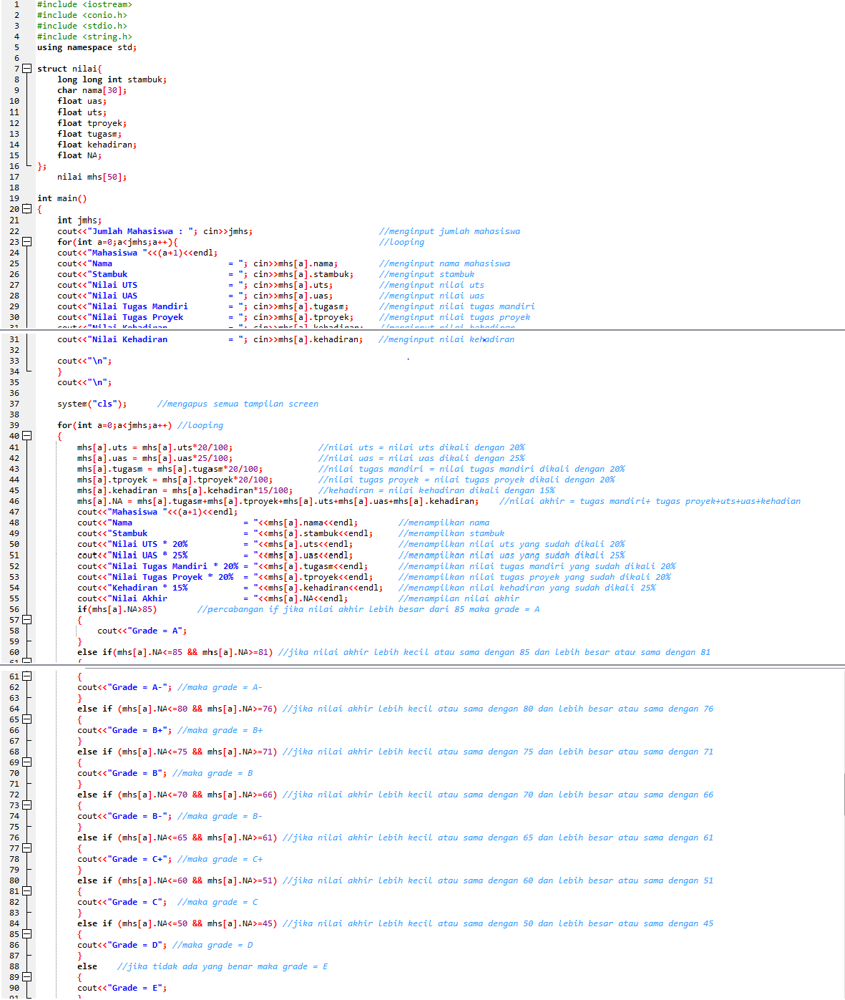 1 #include <iostream>
2 #include <conio.h>
3 #include <stdio.h>
4 #include <string.h>
5 using namespace std;
6
7 struct nilai{
8 long long int stambuk;
9 char nama[30];
10 float uas;
11 float uts;
12 float tproyek;
13 float tugasm;
14 float kehadiran;
15 float NA;
16 };
17 nilai mhs[50];
18
19 int main()
20 {
21 int jmhs;
22 cout<<"Jumlah Mahasiswa : "; cin>>jmhs; //menginput jumlah mahasiswa
23 for(int a=0;a<jmhs;a++){ //looping
24 cout<<"Mahasiswa "<<(a+1)<<endl;
25 cout<<"Nama = "; cin>>mhs[a].nama; //menginput nama mahasiswa
26 cout<<"Stambuk = "; cin>>mhs[a].stambuk; //menginput stambuk
27 cout<<"Nilai UTS = "; cin>>mhs[a].uts; //menginput nilai uts
28 cout<<"Nilai UAS = "; cin>>mhs[a].uas; //menginput nilai uas
29 cout<<"Nilai Tugas Mandiri = "; cin>>mhs[a].tugasm; //menginput nilai tugas mandiri
30 cout<<"Nilai Tugas Proyek = "; cin>>mhs[a].tproyek; //menginput nilai tugas proyek
31 cout<<"Nilai Kehadiran = "; cin>>mhs[a].kehadiran; //menginput nilai kehadiran
31 cout<<"Nilai Kehadiran = "; cin>>mhs[a].kehadiran; //menginput nilai kehadiran
32
33 cout<<"\n";
34 }
35 cout<<"\n";
36
37 system("cls"); //mengapus semua tampilan screen
38
39 for(int a=0;a<jmhs;a++) //looping
40 {
41 mhs[a].uts = mhs[a].uts*20/100; //nilai uts = nilai uts dikali dengan 20%
42 mhs[a].uas = mhs[a].uas*25/100; //nilai uas = nilai uas dikali dengan 25%
43 mhs[a].tugasm = mhs[a].tugasm*20/100; //nilai tugas mandiri = nilai tugas mandiri dikali dengan 20%
44 mhs[a].tproyek = mhs[a].tproyek*20/100; //nilai tugas proyek = nilai tugas proyek dikali dengan 20%
45 mhs[a].kehadiran = mhs[a].kehadiran*15/100; //kehadiran = nilai kehadiran dikali dengan 15%
46 mhs[a].NA = mhs[a].tugasm+mhs[a].tproyek+mhs[a].uts+mhs[a].uas+mhs[a].kehadiran; //nilai akhir = tugas mandiri+ tugas proyek+uts+uas+kehadian
47 cout<<"Mahasiswa "<<(a+1)<<endl;
48 cout<<"Nama = "<<mhs[a].nama<<endl; //menampilkan nama
49 cout<<"Stambuk = "<<mhs[a].stambuk<<endl; //menampilkan stambuk
50 cout<<"Nilai UTS * 20% = "<<mhs[a].uts<<endl; //menampilkan nilai uts yang sudah dikali 20%
51 cout<<"Nilai UAS * 25% = "<<mhs[a].uas<<endl; //menampilkan nilai uas yang sudah dikali 25%
52 cout<<"Nilai Tugas Mandiri * 20% = "<<mhs[a].tugasm<<endl; //menampilkan nilai tugas mandiri yang sudah dikali 20%
53 cout<<"Nilai Tugas Proyek * 20% = "<<mhs[a].tproyek<<endl; //menampilkan nilai tugas proyek yang sudah dikali 20%
54 cout<<"Kehadiran * 15% = "<<mhs[a].kehadiran<<endl; //menampilkan nilai kehadiran yang sudah dikali 25%
55 cout<<"Nilai Akhir = "<<mhs[a].NA<<endl; //menampilan nilai akhir
56 if(mhs[a].NA>85) //percabangan if jika nilai akhir lebih besar dari 85 maka grade = A
57 {
58 cout<<"Grade = A";
59 }
60 else if(mhs[a].NA<=85 && mhs[a].NA>=81) //jika nilai akhir lebih kecil atau sama dengan 85 dan lebih besar atau sama dengan 81
61 {
61 {
62 cout<<"Grade = A-"; //maka grade = A-
63 }
64 else if (mhs[a].NA<=80 && mhs[a].NA>=76) //jika nilai akhir lebih kecil atau sama dengan 80 dan lebih besar atau sama dengan 76
65 {
66 cout<<"Grade = B+"; //maka grade = B+
67 }
68 else if (mhs[a].NA<=75 && mhs[a].NA>=71) //jika nilai akhir lebih kecil atau sama dengan 75 dan lebih besar atau sama dengan 71
69 {
70 cout<<"Grade = B"; //maka grade = B
71 }
72 else if (mhs[a].NA<=70 && mhs[a].NA>=66) //jika nilai akhir lebih kecil atau sama dengan 70 dan lebih besar atau sama dengan 66
73 {
74 cout<<"Grade = B-"; //maka grade = B-
75 }
76 else if (mhs[a].NA<=65 && mhs[a].NA>=61) //jika nilai akhir lebih kecil atau sama dengan 65 dan lebih besar atau sama dengan 61
77 {
78 cout<<"Grade = C+"; //maka grade = C+
79 }
80 else if (mhs[a].NA<=60 && mhs[a].NA>=51) //jika nilai akhir lebih kecil atau sama dengan 60 dan lebih besar atau sama dengan 51
81 {
82 cout<<"Grade = C"; //maka grade = C
83 }
84 else if (mhs[a].NA<=50 && mhs[a].NA>=45) //jika nilai akhir lebih kecil atau sama dengan 50 dan lebih besar atau sama dengan 45
85 {
86 cout<<"Grade = D"; //maka grade = D
87 }
88 else //jika tidak ada yang benar maka grade = E
89 {
90 cout<<"Grade = E";
91 }